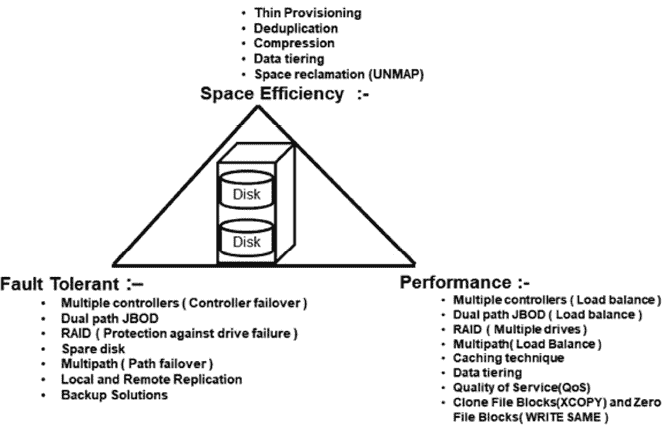 • Thin Provisioning
• Deduplication
• Compression
• Data tiering
• Space reclamation (UNMAP)
Space Efficiency :-
Disk
Disk
Fault Tolerant :–
• Multiple controllers ( Controller failover )
• Dual path JBOD
• RAID ( Protection against drive failure )
• Spare disk
• Multipath ( Path failover )
• Local and Remote Replication
• Backup Solutions
Performance :-
• Multiple controllers ( Load balance )
• Dual path JBOD ( Load balance )
• RAID ( Multiple drives )
• Multipath( Load Balance )
• Caching technique
• Data tiering
• Quality of Service(QoS)
• Clone File Blocks(XCOPY) and Zero
File Blocks( WRITE SAME )